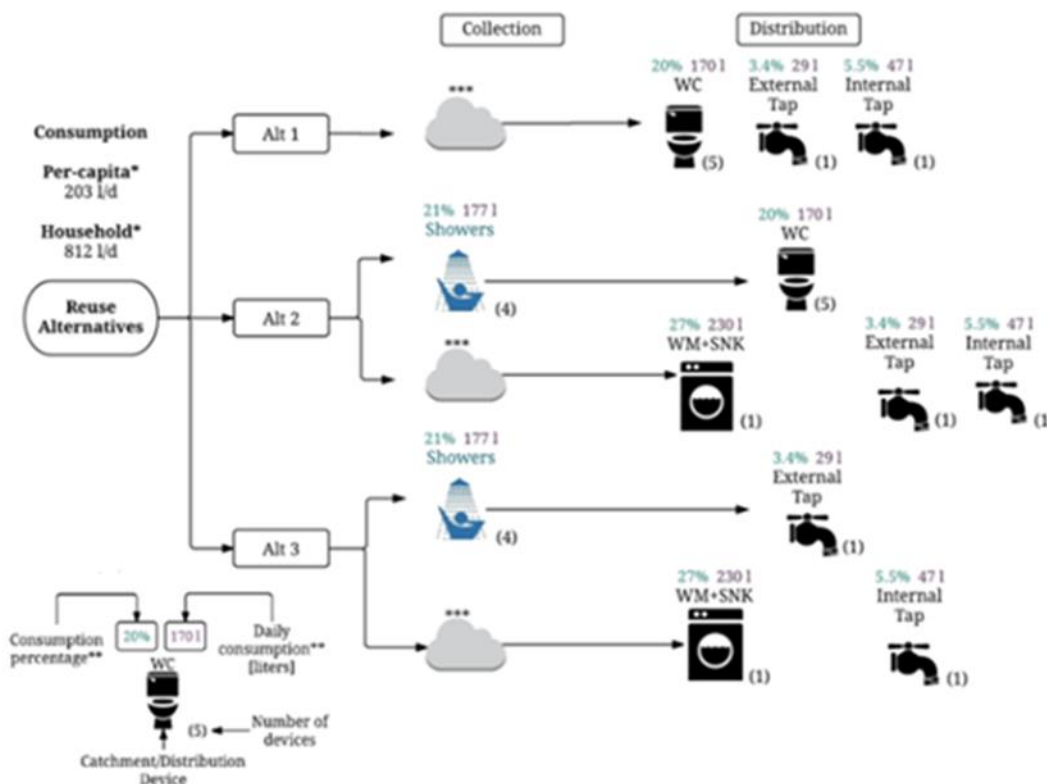 Collection
Distribution
Consumption
Per-capita*
203 l/d
Household*
812 l/d
Reuse
Alternatives
Alt 1
***
20% 170 l
WC
(5)
3.4% 29 l
External
Tap
(1)
5.5% 47 l
Internal
Tap
(1)
Alt 2
21% 177 l
Showers
(4)
20% 170 l
WC
(5)
***
27% 230 l
WM+SNK
(1)
3.4% 29 l
External
Tap
(1)
5.5% 47 l
Internal
Tap
(1
Alt 3
21% 177 l
Showers
(4)
3.4% 29 l
External
Tap
(1)
***
27% 230 l
WM+SNK
(1)
5.5% 47 l
Internal
Tap
(1)
Consumption
percentage**
20%
170 l
Daily
consumption**
[liters]
WC
(5)
Number of
devices
Catchment/Distribution
Device